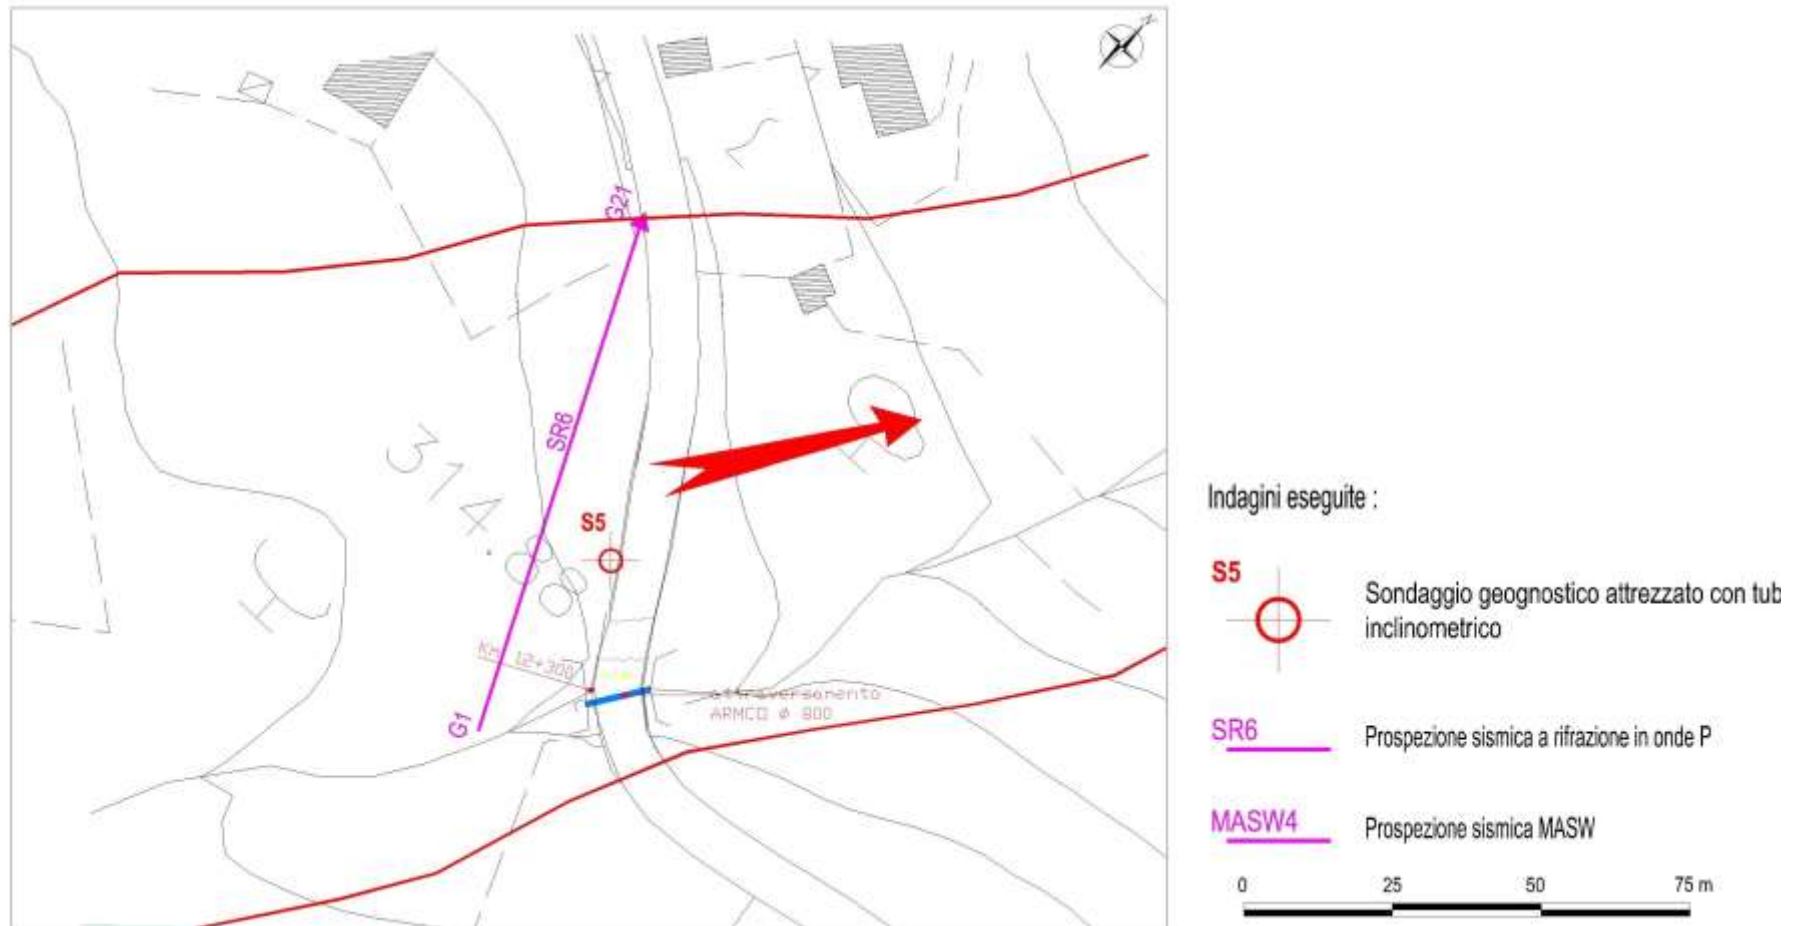 N
G21
SR6
314.88
S5
KM 12+300
G1
attraversamento
ARMCO ø 800
Indagini eseguite :
S5
Sondaggio geognostico attrezzato con tub
inclinometrico
SR6
Prospezione sismica a rifrazione in onde P
MASW4
Prospezione sismica MASW
0 25 50 75 m